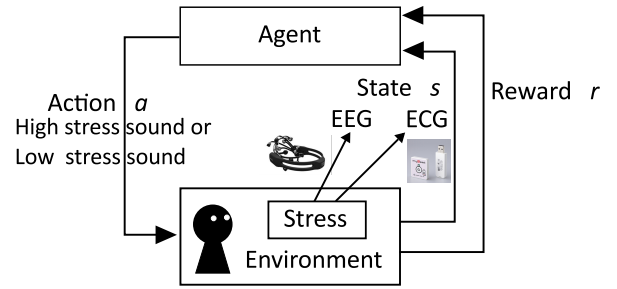 Agent
State s
Reward r
Action a
EEG
ECG
High stress sound or
Low stress sound
Stress
Environment